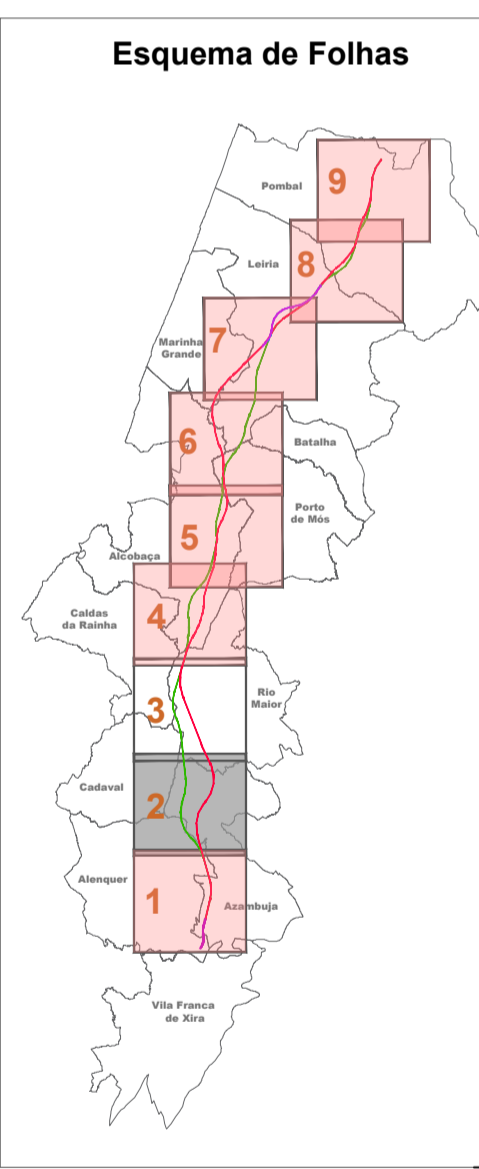 Esquema de Folhas
9
Pombal
8
Leiria
7
Marinha
Grande
6
Batalha
5
Porto
de Mós
Alcobaça
4
Caldas
da Rainha
3
Rio
Maior
2
Cadaval
1
Alenquer
Azambuja
Vila Franca
de Xira